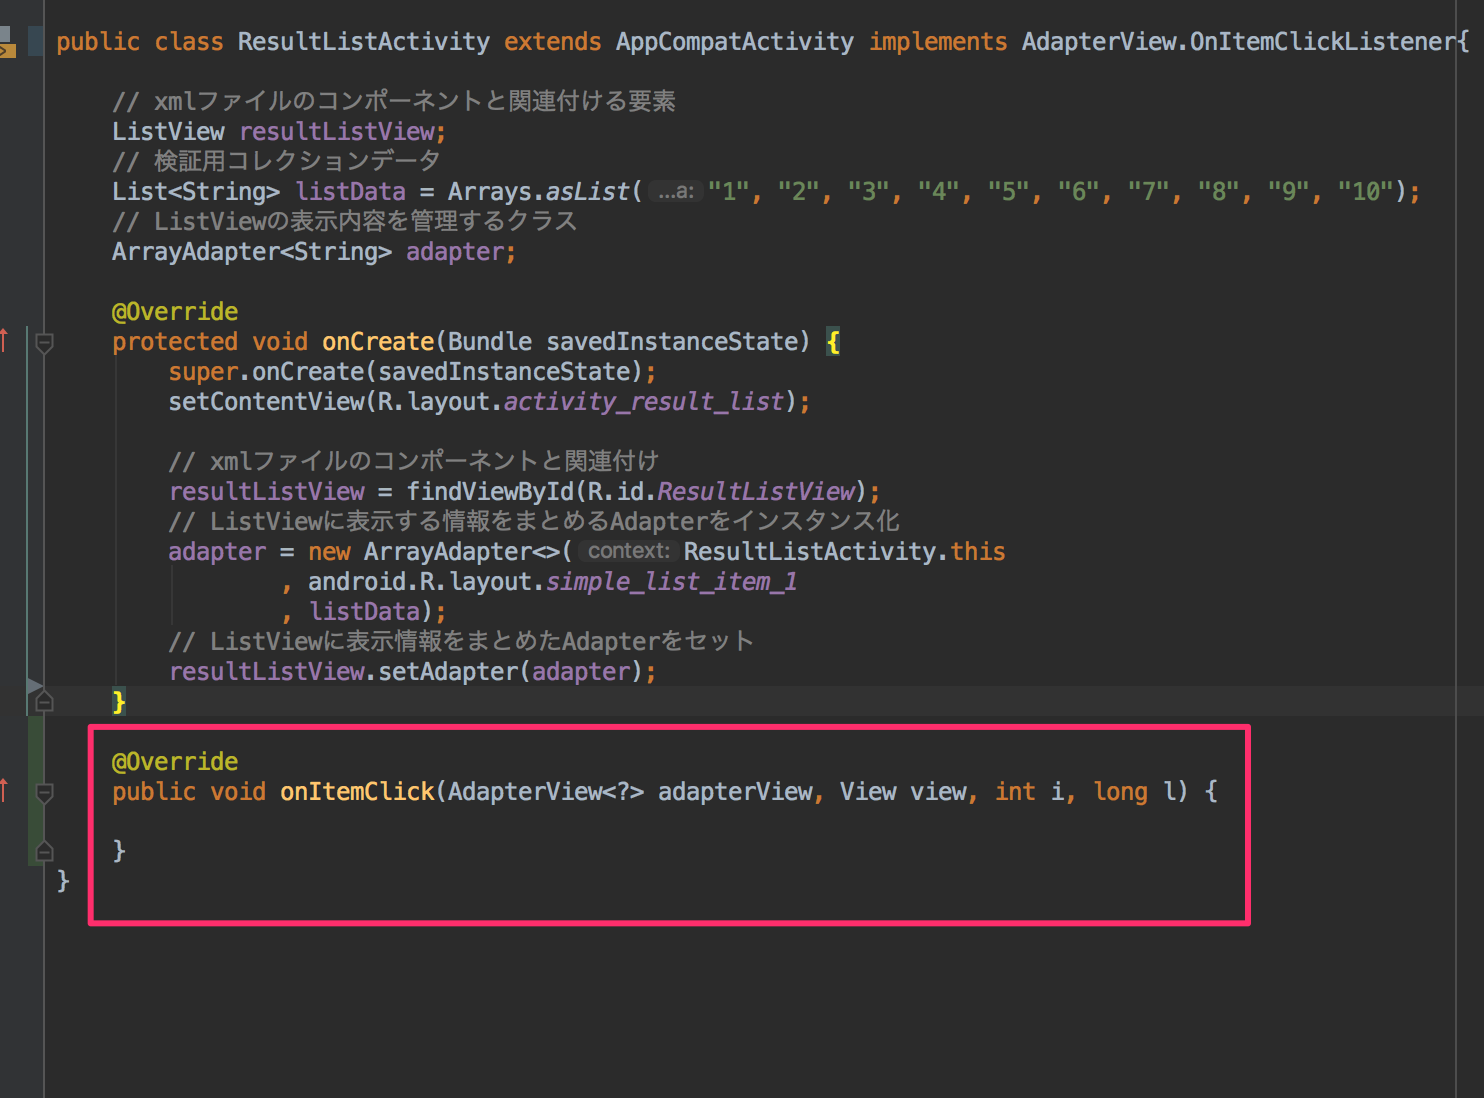 public class ResultListActivity extends AppCompatActivity implements AdapterView.OnItemClickListener{
// xmlファイルのコンポーネントと関連付ける要素
ListView resultListView;
// 検証用コレクションデータ
List<String> listData = Arrays.asList( ...a: "1", "2", "3", "4", "5", "6", "7", "8", "9", "10");
// ListViewの表示内容を管理するクラス
ArrayAdapter<String> adapter;
@Override
protected void onCreate(Bundle savedInstanceState) {
super.onCreate(savedInstanceState);
setContentView(R.layout.activity_result_list);
// xmlファイルのコンポーネントと関連付け
resultListView = findViewById(R.id.ResultListView);
// ListViewに表示する情報をまとめるAdapterをインスタンス化
adapter = new ArrayAdapter<>( context: ResultListActivity.this
, android.R.layout.simple_list_item_1
, listData);
// ListViewに表示情報をまとめたAdapterをセット
resultListView.setAdapter(adapter);
}
@Override
public void onItemClick(AdapterView<?> adapterView, View view, int i, long l) {
}
}